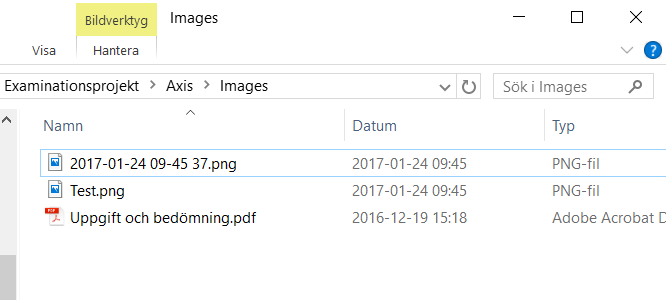 Bildverktyg Images
Visa Hantera
Examinationsprojekt Axis Images Sök i Images
Namn Datum Typ
2017-01-24 09-45 37.png 2017-01-24 09:45 PNG-fil
Test.png 2017-01-24 09:45 PNG-fil
Uppgift och bedömning.pdf 2016-12-19 15:18 Adobe Acrobat D